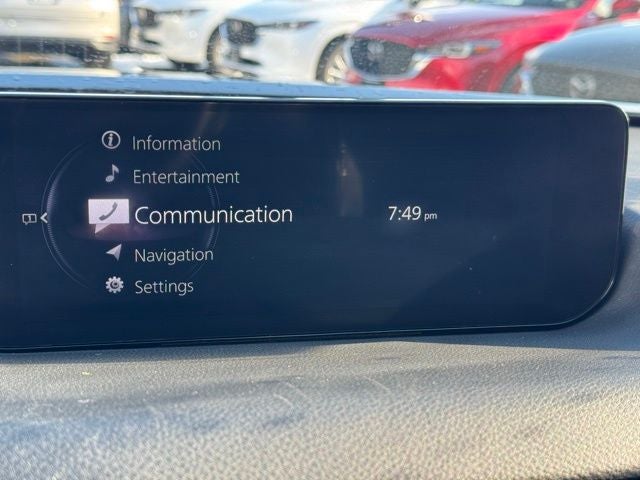 Information
Entertainment
Communication
7:49 pm
Navigation
Settings